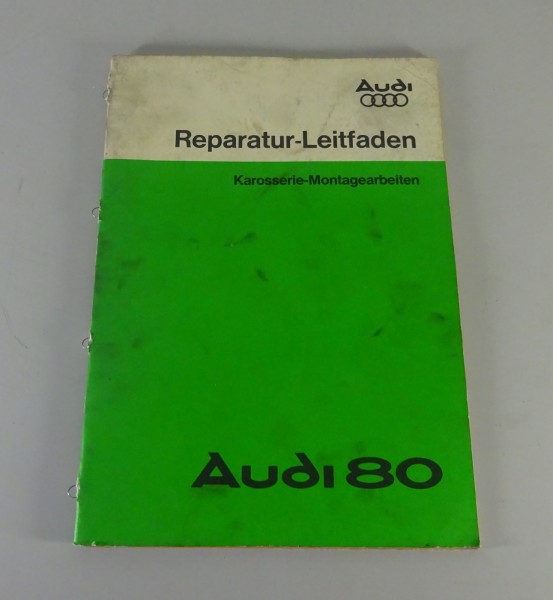 Audi
Reparatur-Leitfaden
Karosserie-Montagearbeiten
Audi 80